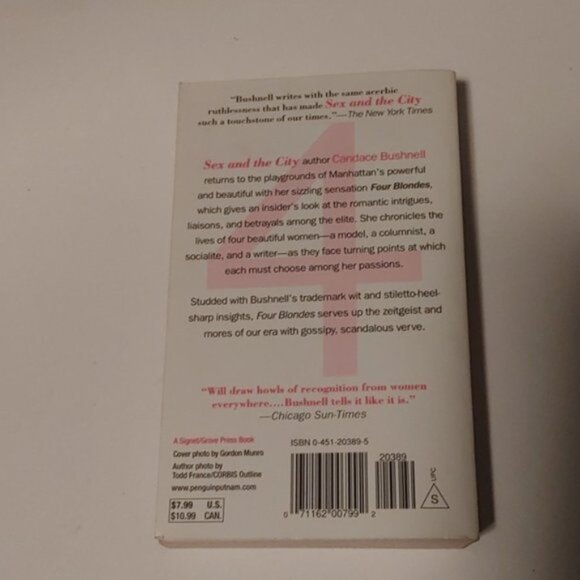 "Bushnell writes with the same acerbic
ruthlessness that has made Sex and the City
such a touchstone of our times."—The New York Times
Sex and the City author Candace Bushnell
returns to the playgrounds of Manhattan's powerful
and beautiful with her sizzling sensation Four Blondes,
which gives an insider's look at the romantic intrigues,
liaisons, and betrayals among the elite. She chronicles the
lives of four beautiful women—a model, a columnist, a
socialite, and a writer—as they face turning points at which
each must choose among her passions.
Studded with Bushnell's trademark wit and stiletto-heel-
sharp insights, Four Blondes serves up the zeitgeist and
mores of our era with gossipy, scandalous verve.
4
"Will draw howls of recognition from women
everywhere....Bushnell tells it like it is."
—Chicago Sun-Times
A Signet/Grove Press Book
Cover photo by Gordon Munro
Author photo by
Todd France/CORBIS Outline
www.penguinputnam.com
$7.99 U.S.
$10.99 CAN.
ISBN 0-451-20389-5
20389
0 71162 00799 2
UPC
S